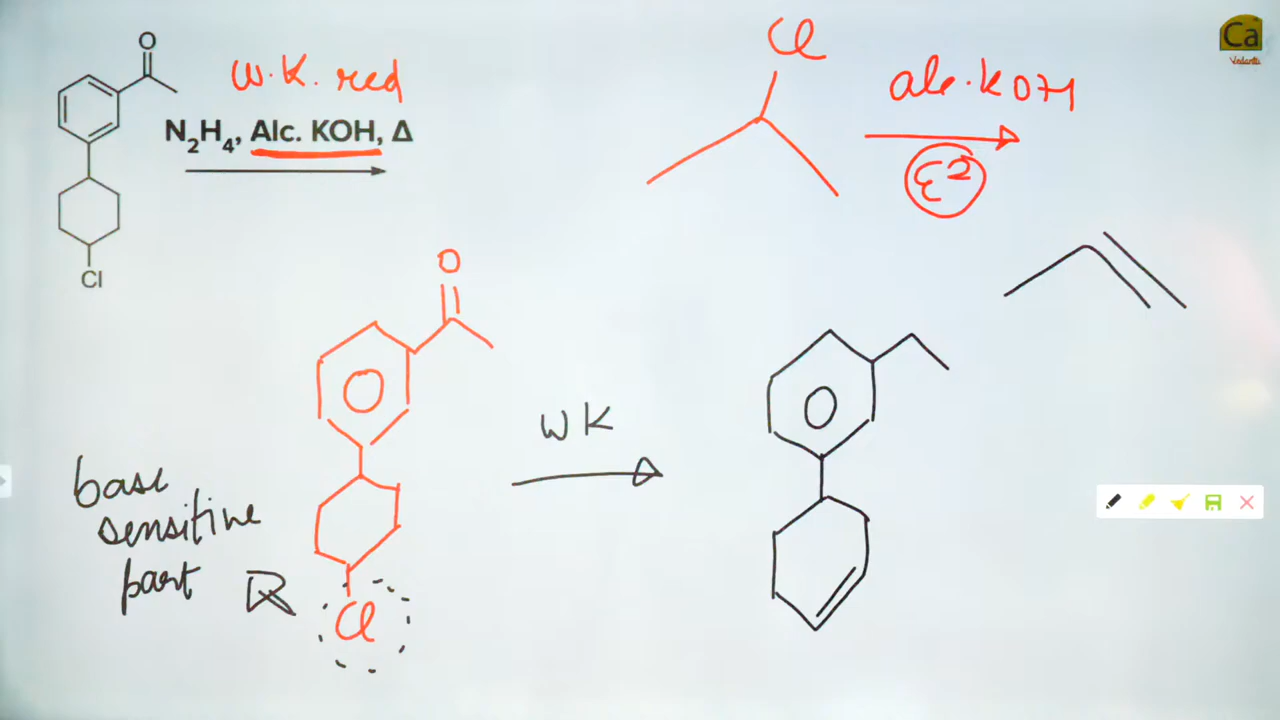 O
W.K. red
N₂H₄, Alc. KOH, Δ
Cl
Cl
alc. KOH
E2
Ca
Vedantu
O
O
WK
O
base
sensitive
part
Cl